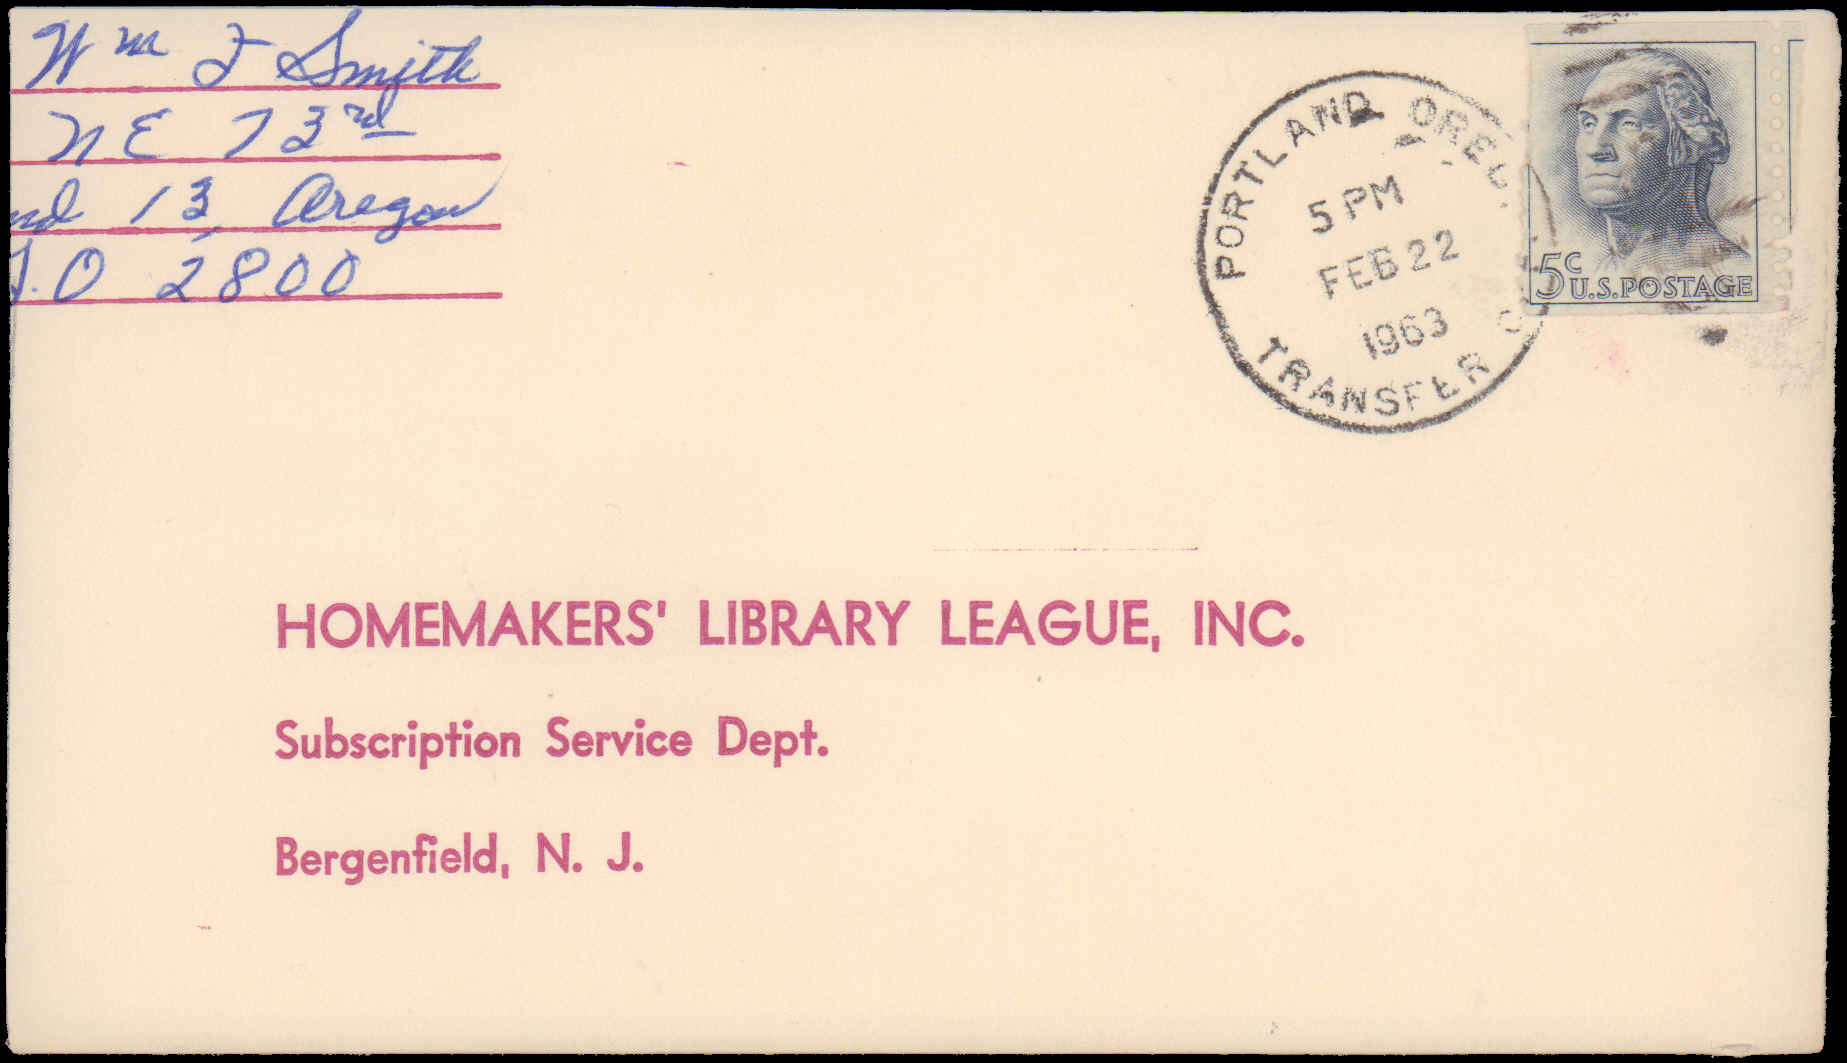 Wm F Smith
NE 73rd
nd 13, Oregon
.O 2800
PORTLAND OREG.
5 PM
FEB 22
1963
TRANSFER
5c
U.S. POSTAGE
HOMEMAKERS' LIBRARY LEAGUE, INC.
Subscription Service Dept.
Bergenfield, N. J.